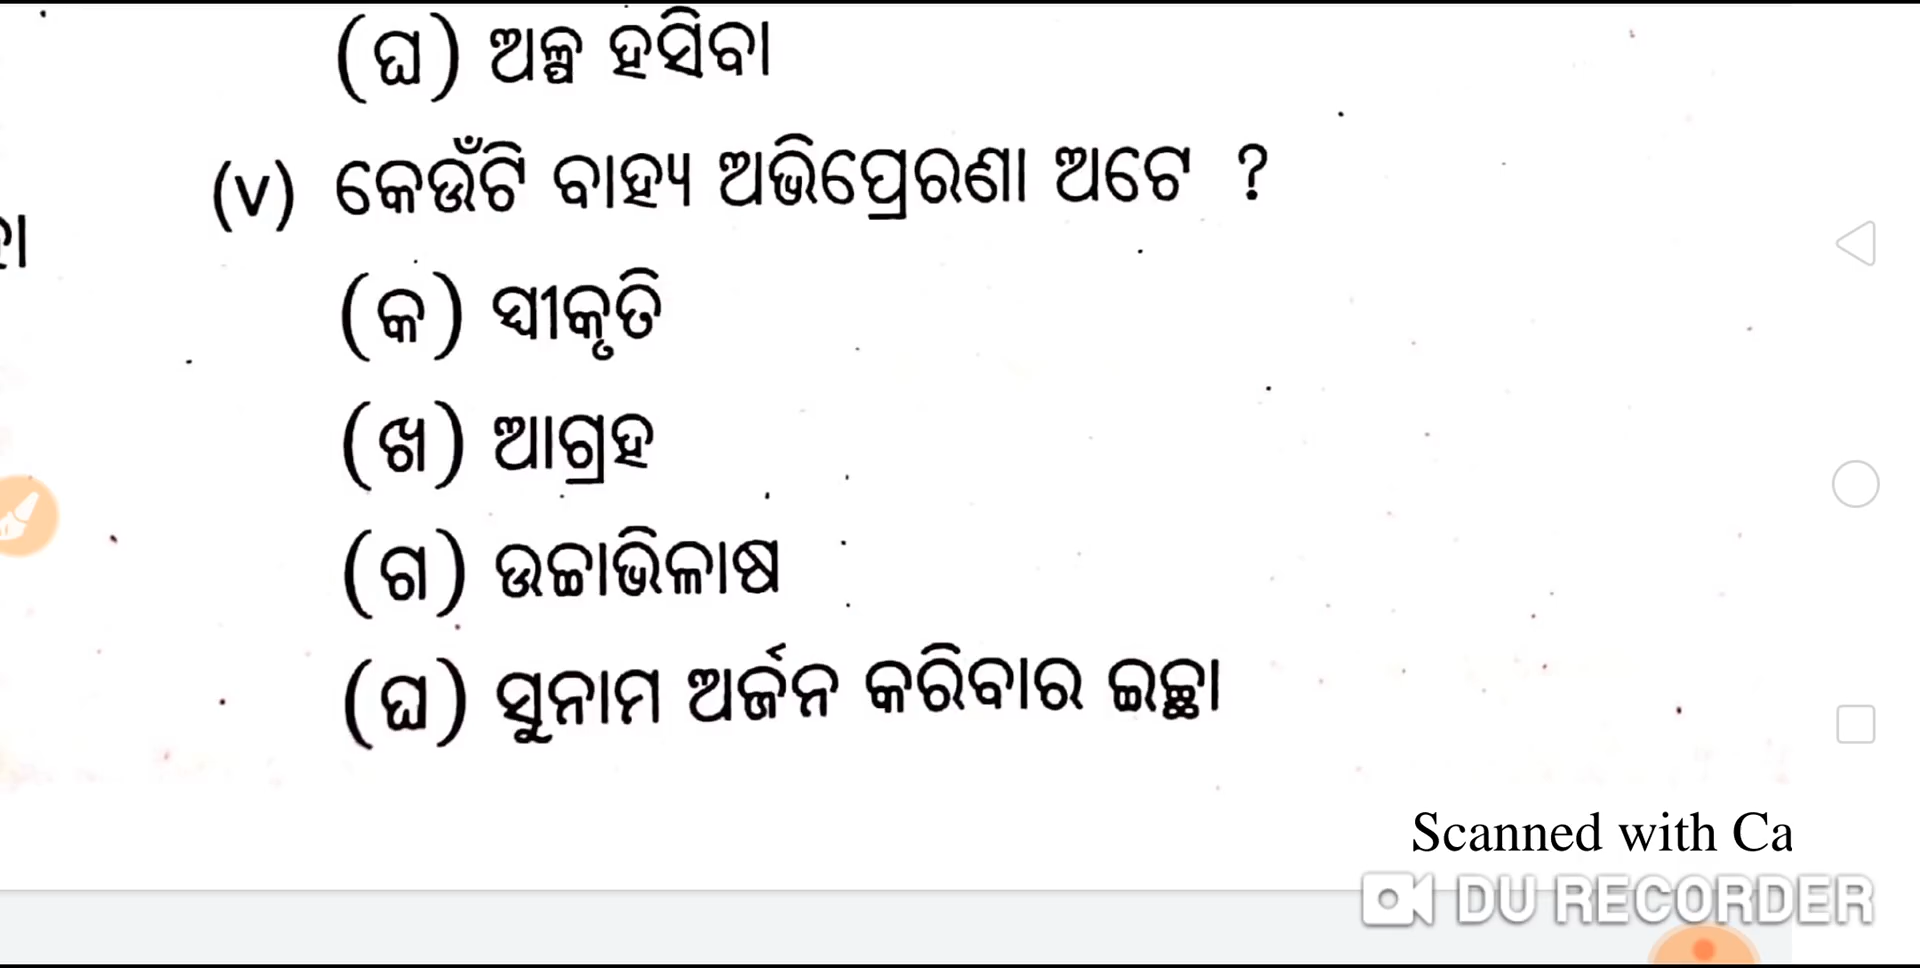 (ଘ) ଅଳ୍ପ ହସିବା
(v) କେଉଁଟି ବାହ୍ୟ ଅଭିପ୍ରେରଣା ଅଟେ ?
(କ) ସ୍ୱୀକୃତି
(ଖ) ଆଗ୍ରହ
(ଗ) ଉଚ୍ଚାଭିଳାଷ
(ଘ) ସୁନାମ ଅର୍ଜନ କରିବାର ଇଚ୍ଛା
Scanned with Ca
DU RECORDER